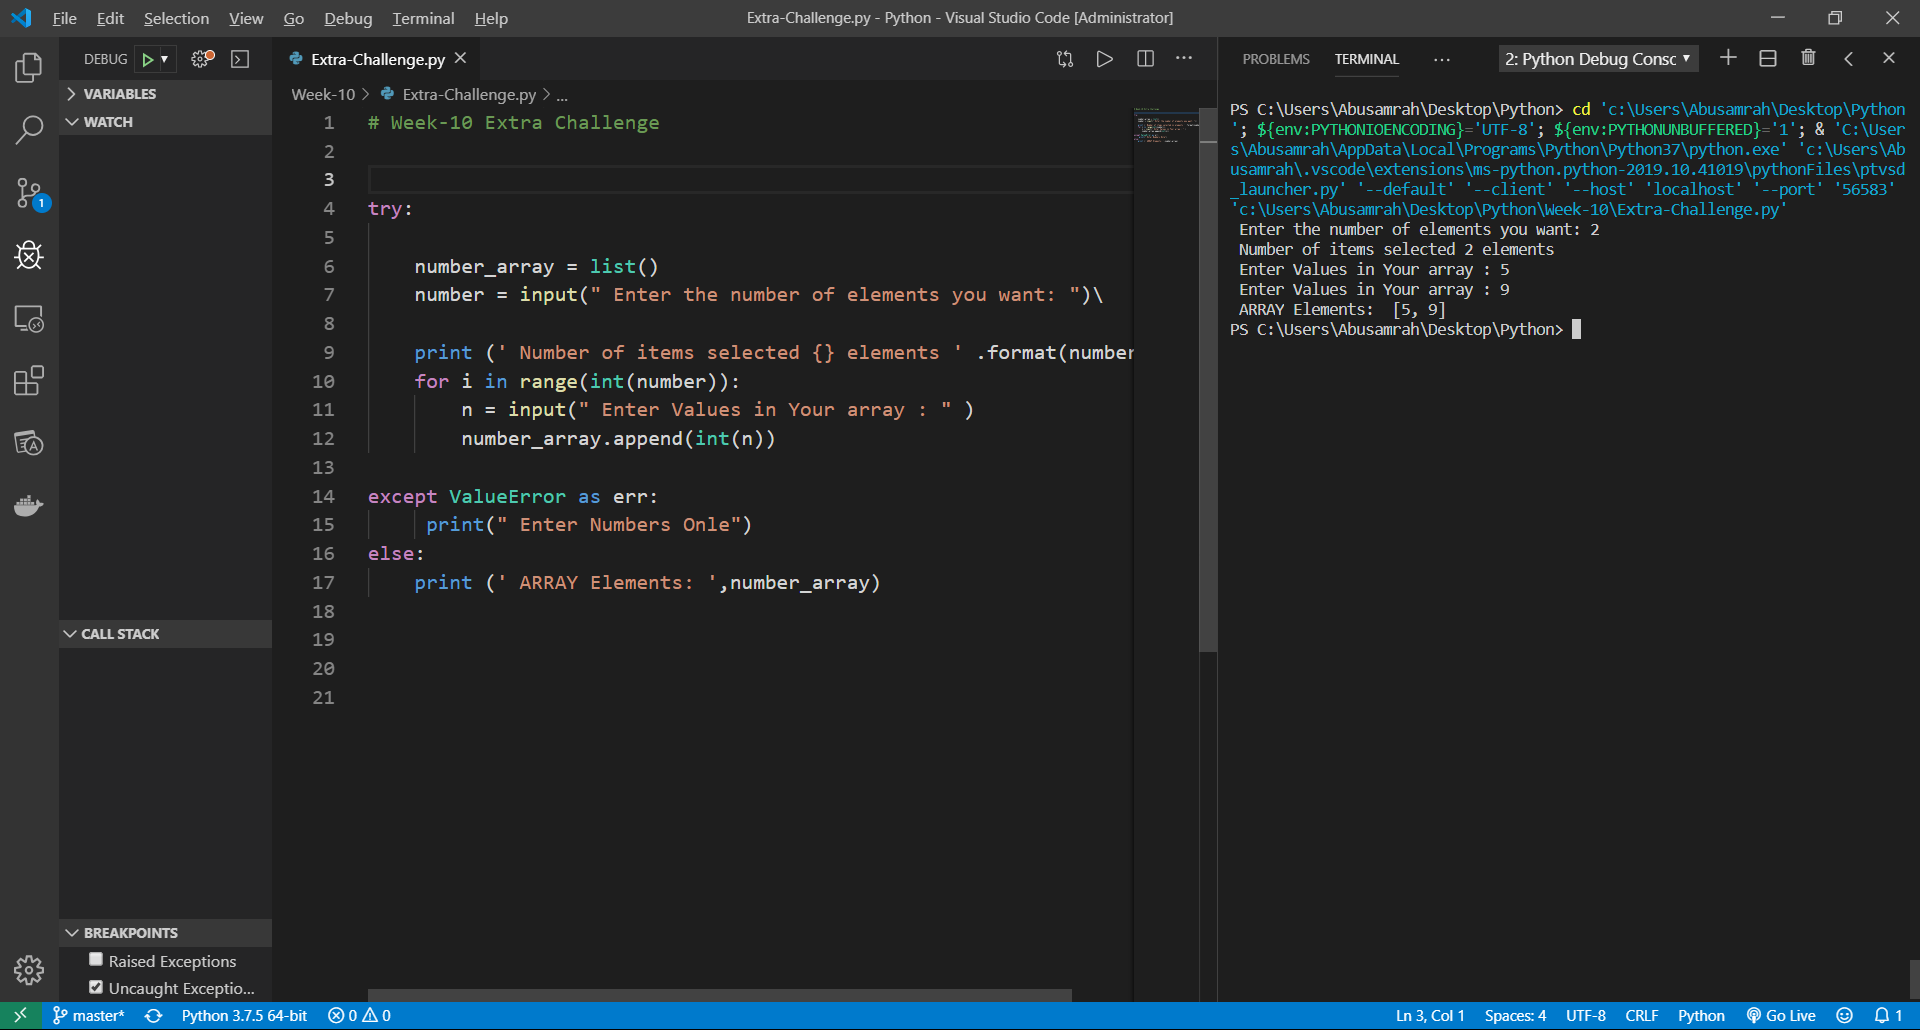 File Edit Selection View Go Debug Terminal Help
Extra-Challenge.py - Python - Visual Studio Code [Administrator]
DEBUG
VARIABLES
WATCH
CALL STACK
BREAKPOINTS
Raised Exceptions
Uncaught Exceptio...
Extra-Challenge.py
Week-10 > Extra-Challenge.py > ...
1 # Week-10 Extra Challenge
2
3
4 try:
5
6 number_array = list()
7 number = input(" Enter the number of elements you want: ")\
8
9 print (' Number of items selected {} elements ' .format(number
10 for i in range(int(number)):
11 n = input(" Enter Values in Your array : " )
12 number_array.append(int(n))
13
14 except ValueError as err:
15 print(" Enter Numbers Onle")
16 else:
17 print (' ARRAY Elements: ',number_array)
18
19
20
21
PROBLEMS TERMINAL ... 2: Python Debug Consc
PS C:\Users\Abusamrah\Desktop\Python> cd 'c:\Users\Abusamrah\Desktop\Python
'; ${env:PYTHONIOENCODING}='UTF-8'; ${env:PYTHONUNBUFFERED}='1'; & 'C:\User
s\Abusamrah\AppData\Local\Programs\Python\Python37\python.exe' 'c:\Users\Ab
usamrah\.vscode\extensions\ms-python.python-2019.10.41019\pythonFiles\ptvsd
_launcher.py' '--default' '--client' '--host' 'localhost' '--port' '56583'
'c:\Users\Abusamrah\Desktop\Python\Week-10\Extra-Challenge.py'
Enter the number of elements you want: 2
Number of items selected 2 elements
Enter Values in Your array : 5
Enter Values in Your array : 9
ARRAY Elements:  [5, 9]
PS C:\Users\Abusamrah\Desktop\Python>
1
master* Python 3.7.5 64-bit 0 0 Ln 3, Col 1 Spaces: 4 UTF-8 CRLF Python Go Live 1